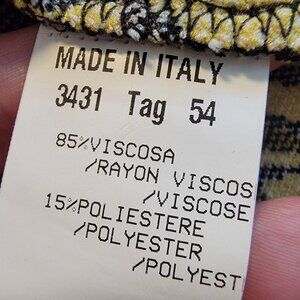 MADE IN ITALY
3431 Tag 54
85%VISCOSA
/RAYON VISCOS
/VISCOSE
15%POLIESTERE
/POLYESTER
/POLYEST